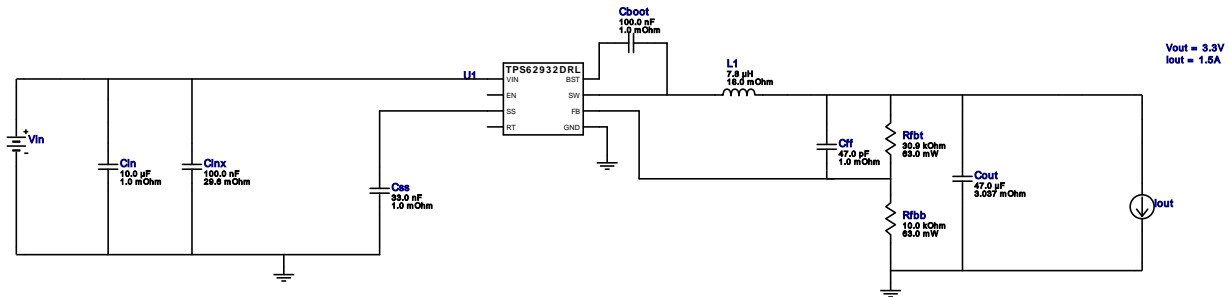 Cboot
100.0 nF
1.0 mOhm
Vout = 3.3V
Iout = 1.5A
U1
TPS62932DRL
VIN
BST
EN
SW
SS
FB
RT
GND
L1
7.8 µH
18.0 mOhm
Vin
Cin
10.0 µF
1.0 mOhm
Cinx
100.0 nF
29.6 mOhm
Css
33.0 nF
1.0 mOhm
Cff
47.0 pF
1.0 mOhm
Rfbt
30.9 kOhm
63.0 mW
Rfbb
10.0 kOhm
63.0 mW
Cout
47.0 µF
3.037 mOhm
Iout